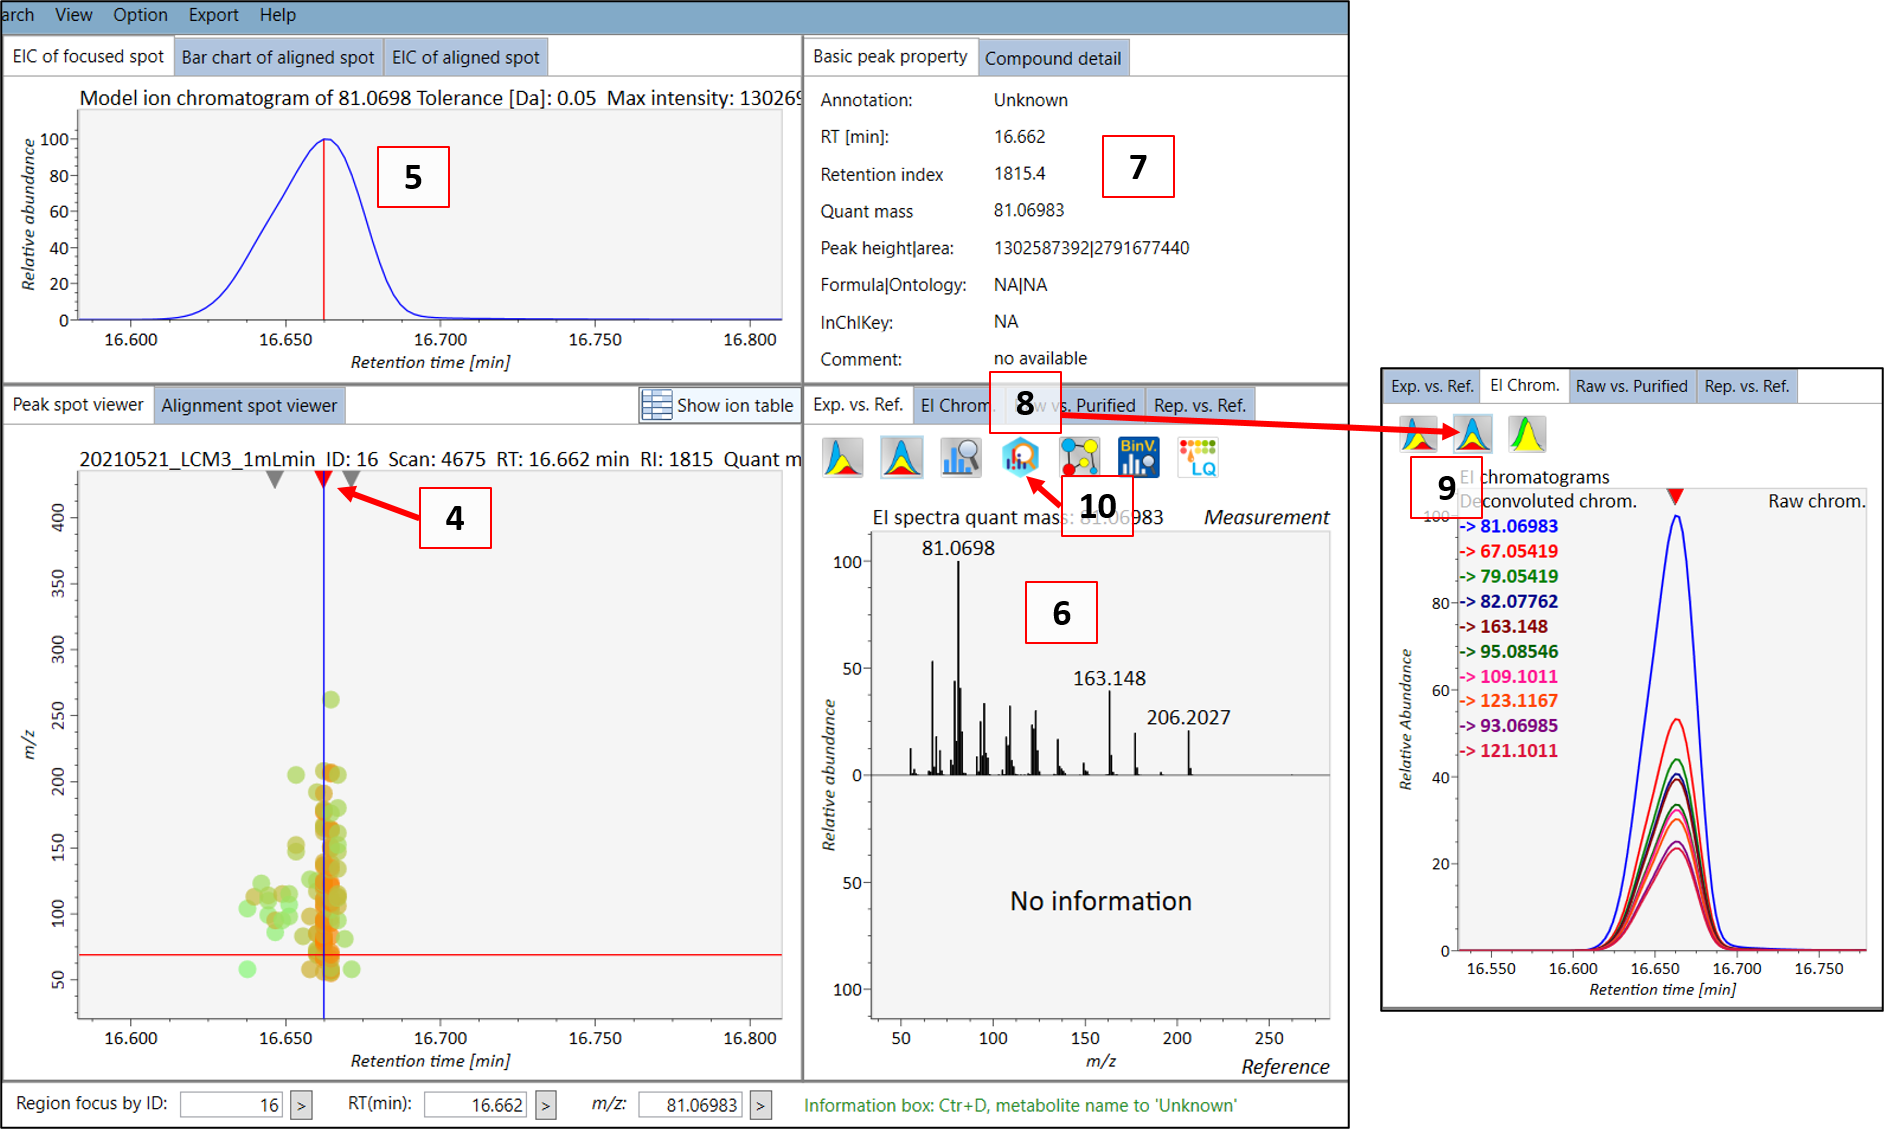 arch View Option Export Help
EIC of focused spot Bar chart of aligned spot EIC of aligned spot
Model ion chromatogram of 81.0698 Tolerance [Da]: 0.05 Max intensity: 130269
Relative abundance
100
80
60
40
20
0
5
16.600 16.650 16.700 16.750 16.800
Retention time [min]
Basic peak property Compound detail
Annotation: Unknown
RT [min]: 16.662
Retention index 1815.4
Quant mass 81.06983
Peak height|area: 1302587392|2791677440
Formula|Ontology: NA|NA
InChIKey: NA
Comment: no available
7
Peak spot viewer Alignment spot viewer Show ion table
20210521_LCM3_1mLmin ID: 16 Scan: 4675 RT: 16.662 min RI: 1815 Quant m
4
m/z
400
350
300
250
200
150
100
50
16.600 16.650 16.700 16.750 16.800
Retention time [min]
Exp. vs. Ref. EI Chrom. vs. Purified Rep. vs. Ref.
8
BinV.
LQ
10
EI spectra quant mass: 81.06983 Measurement
81.0698
6
163.148
206.2027
Relative abundance
100
50
0
50
100
No information
50 100 150 200 250
m/z
Reference
Region focus by ID: 16 > RT(min): 16.662 > m/z: 81.06983 >
Information box: Ctr+D, metabolite name to 'Unknown'
Exp. vs. Ref. EI Chrom. Raw vs. Purified Rep. vs. Ref.
9
EI chromatograms
Deconvoluted chrom. Raw chrom.
-> 81.06983
-> 67.05419
-> 79.05419
-> 82.07762
-> 163.148
-> 95.08546
-> 109.1011
-> 123.1167
-> 93.06985
-> 121.1011
Relative Abundance
100
80
60
40
20
0
16.550 16.600 16.650 16.700 16.750
Retention time [min]